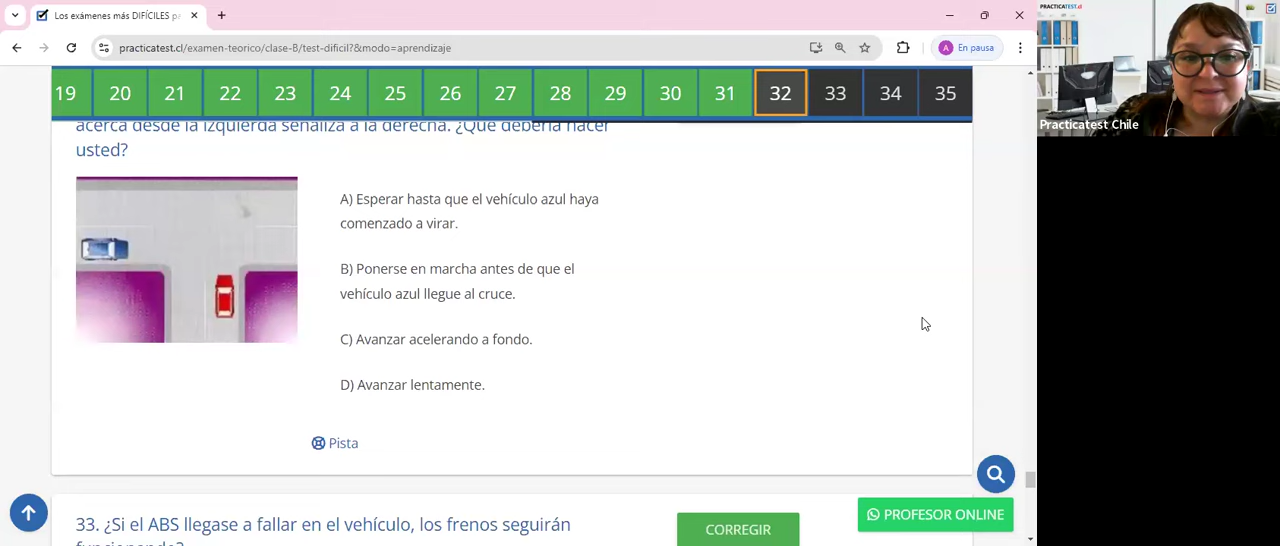 Los exámenes más DIFÍCILES pa
practicatest.cl/examen-teorico/clase-B/test-dificil?&modo=aprendizaje
A
En pausa
PRACTICATEST.cl
Practicatest Chile
19 20 21 22 23 24 25 26 27 28 29 30 31 32 33 34 35
acerca desde la izquierda señaliza a la derecha. ¿Qué debería hacer
usted?
A) Esperar hasta que el vehículo azul haya
comenzado a virar.
B) Ponerse en marcha antes de que el
vehículo azul llegue al cruce.
C) Avanzar acelerando a fondo.
D) Avanzar lentamente.
Pista
33. ¿Si el ABS llegase a fallar en el vehículo, los frenos seguirán
funcionando?
CORREGIR
PROFESOR ONLINE